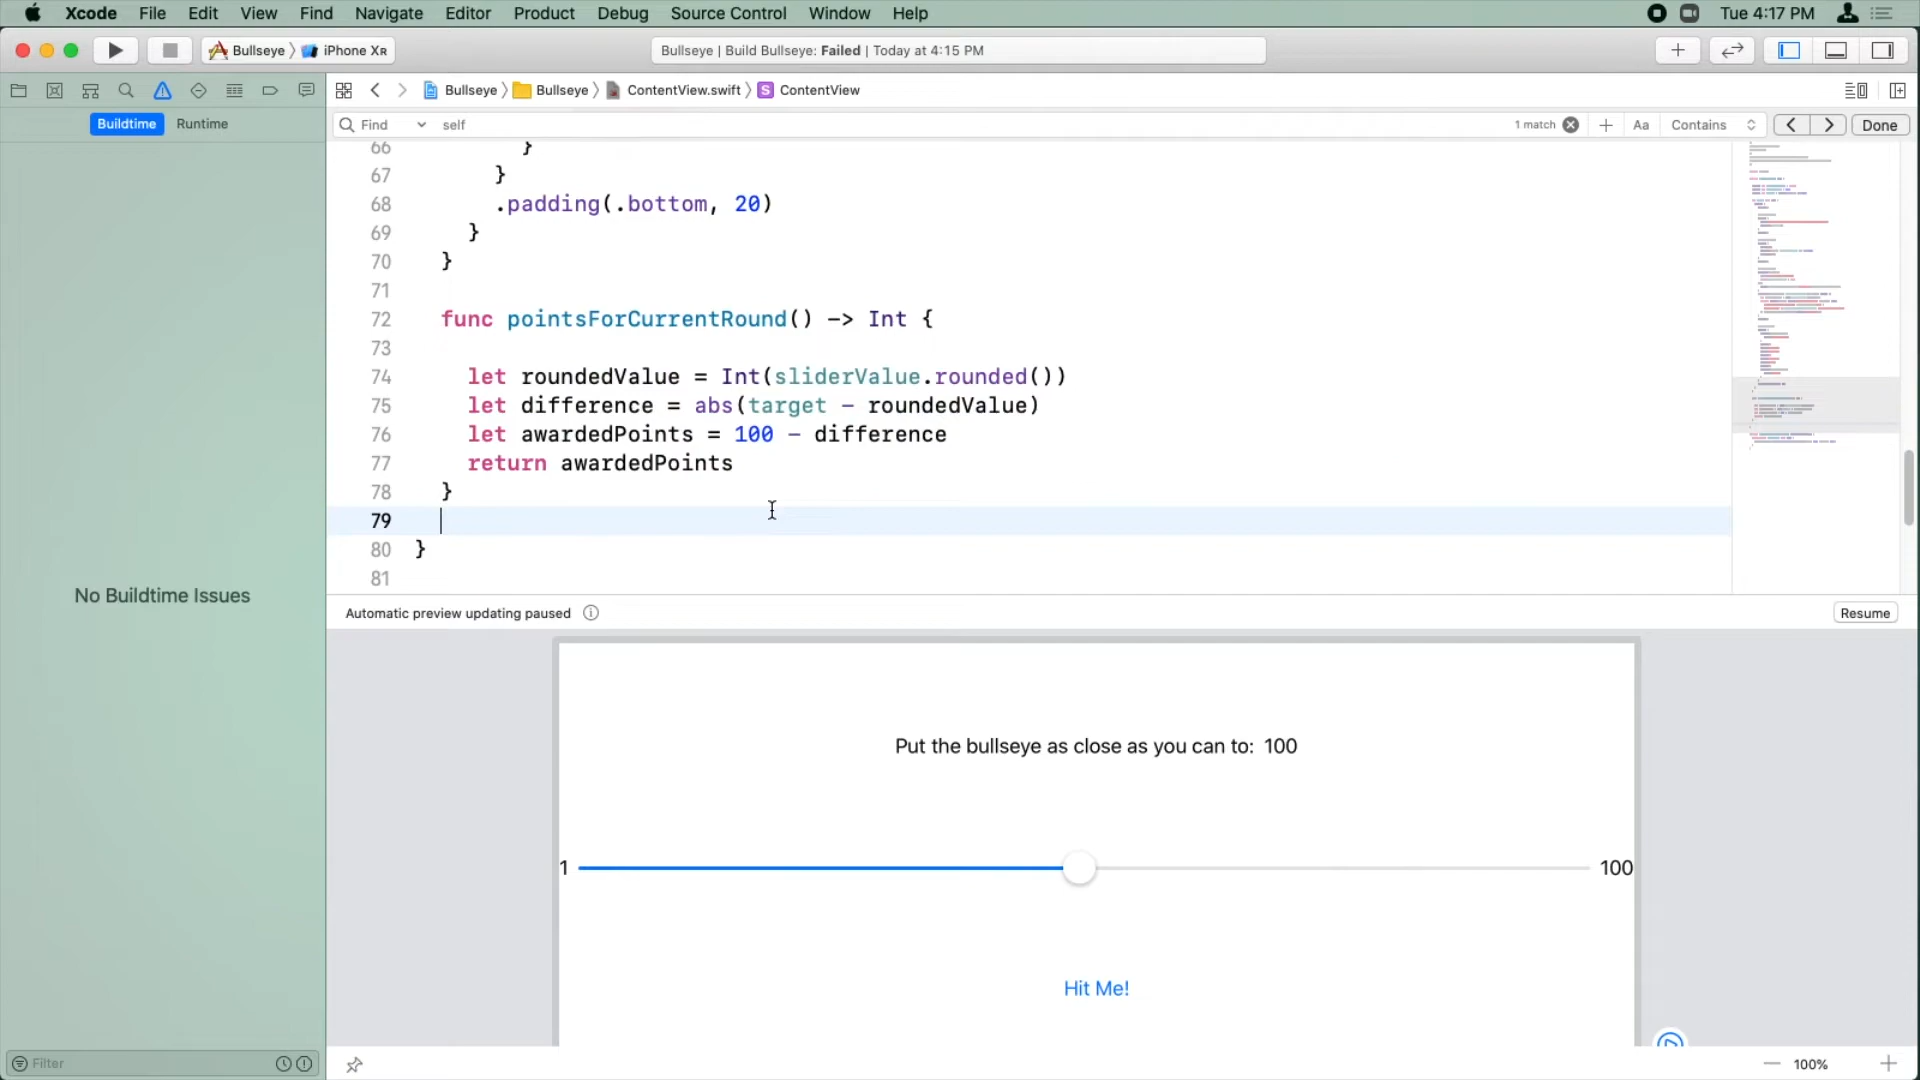 Xcode File Edit View Find Navigate Editor Product Debug Source Control Window Help Tue 4:17 PM
Bullseye iPhone XR Bullseye | Build Bullseye: Failed | Today at 4:15 PM
Bullseye Bullseye ContentView.swift ContentView
Buildtime Runtime Find self 1 match Aa Contains Done
66 }
67 }
68 .padding(.bottom, 20)
69 }
70 }
71
72 func pointsForCurrentRound() -> Int {
73
74 let roundedValue = Int(sliderValue.rounded())
75 let difference = abs(target - roundedValue)
76 let awardedPoints = 100 - difference
77 return awardedPoints
78 }
79
80 }
81
No Buildtime Issues
Automatic preview updating paused Resume
Put the bullseye as close as you can to: 100
1 100
Hit Me!
Filter 100%